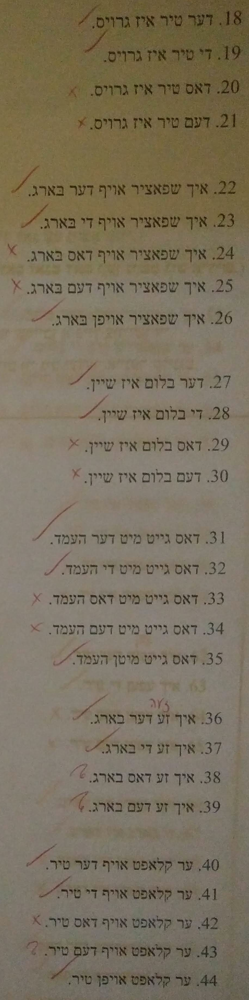 18. דער טיר איז גרויס.
19. די טיר איז גרויס.
20. דאס טיר איז גרויס.
21. דעם טיר איז גרויס.
22. איך שפאציר אויף דער בארג.
23. איך שפאציר אויף די בארג.
24. איך שפאציר אויף דאס בארג.
25. איך שפאציר אויף דעם בארג.
26. איך שפאציר אויפן בארג.
27. דער בלום איז שיין.
28. די בלום איז שיין.
29. דאס בלום איז שיין.
30. דעם בלום איז שיין.
31. דאס גייט מיט דער העמד.
32. דאס גייט מיט די העמד.
33. דאס גייט מיט דאס העמד.
34. דאס גייט מיט דעם העמד.
35. דאס גייט מיטן העמד.
זעה
36. איך זע דער בארג.
37. איך זע די בארג.
38. איך זע דאס בארג.
39. איך זע דעם בארג.
40. ער קלאפט אויף דער טיר.
41. ער קלאפט אויף די טיר.
42. ער קלאפט אויף דאס טיר.
43. ער קלאפט אויף דעם טיר.
44. ער קלאפט אויפן טיר.